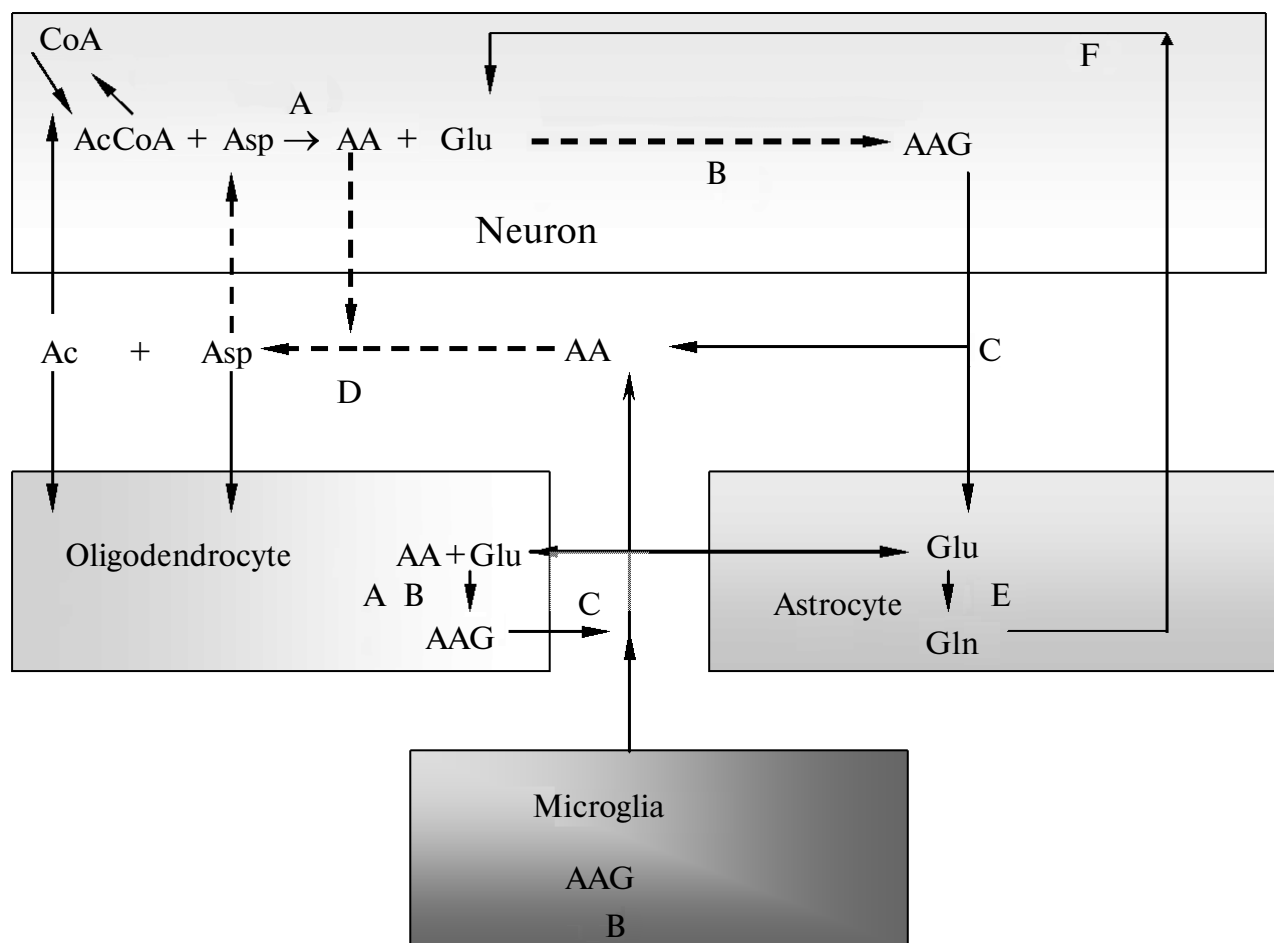 CoA
F
A
AcCoA + Asp → AA + Glu
AAG
B
Neuron
Ac + Asp
AA
C
D
Oligodendrocyte
AA+Glu
A B
C
AAG
Glu
Astrocyte
E
Gln
Microglia
AAG
B